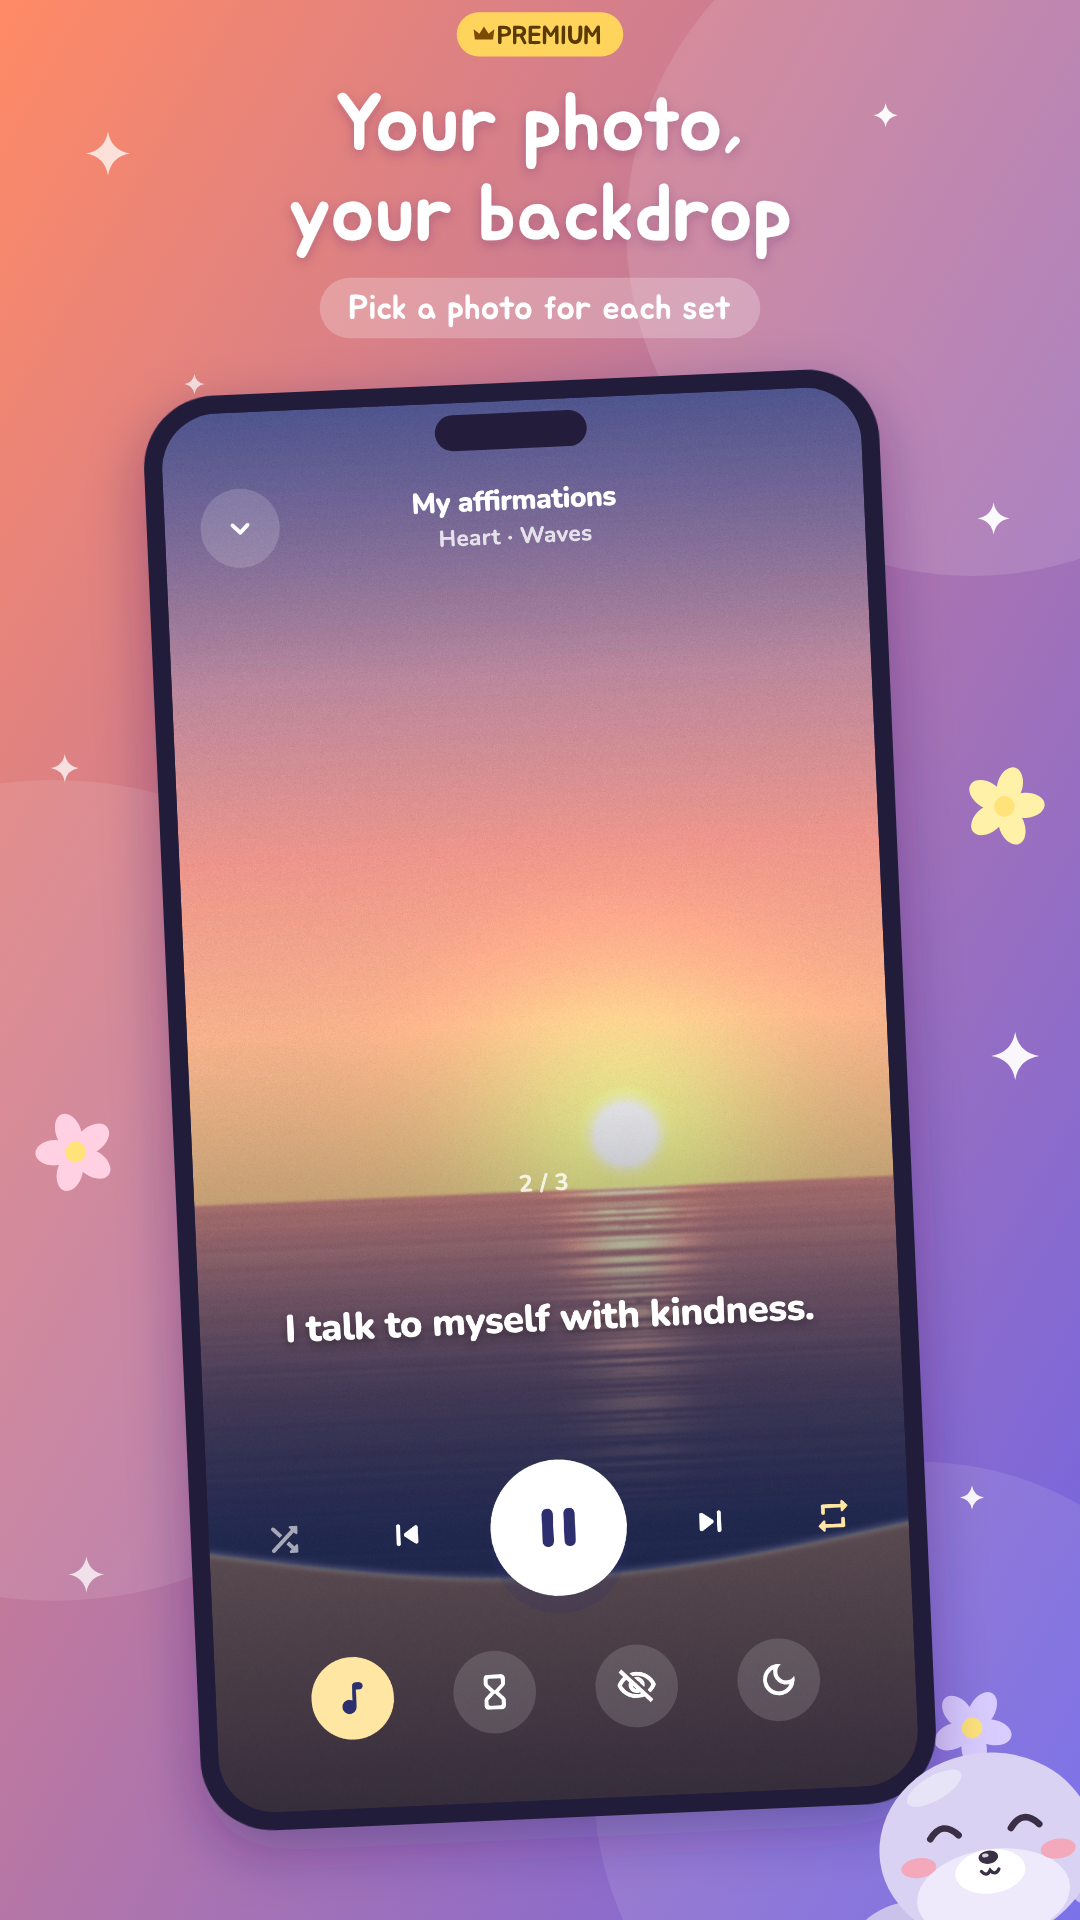 PREMIUM
Your photo,
your backdrop
Pick a photo for each set
My affirmations
Heart · Waves
2 / 3
I talk to myself with kindness.